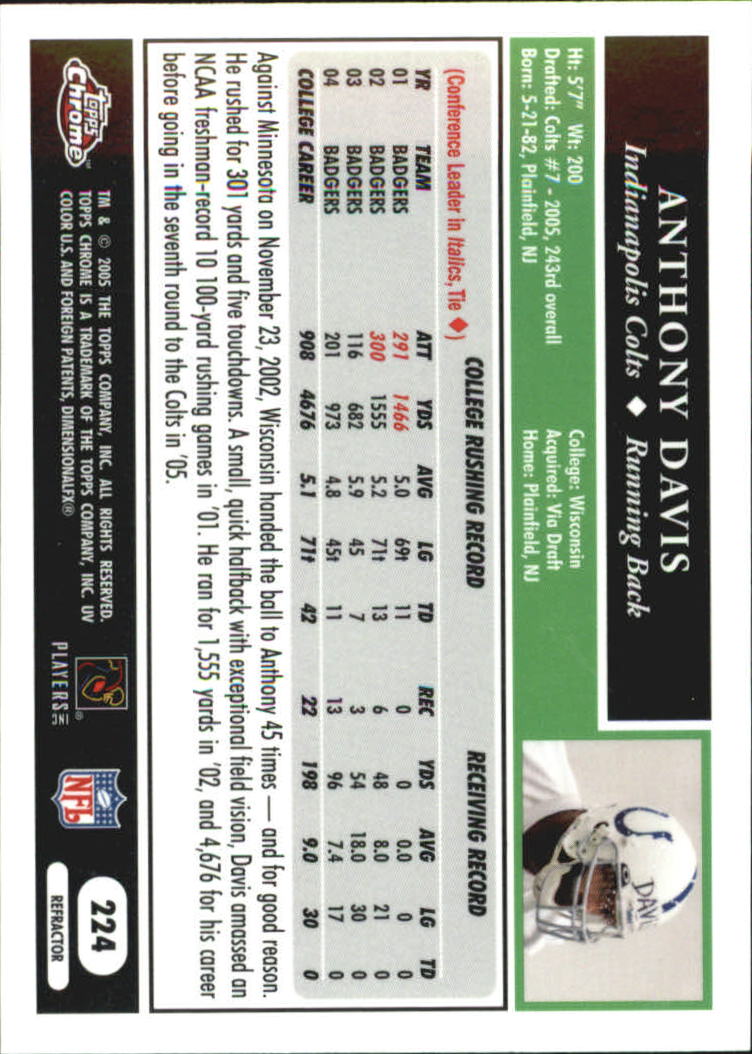 ANTHONY DAVIS
Indianapolis Colts ◆ Running Back
Ht: 5'7" Wt: 200
Drafted: Colts #7 - 2005, 243rd overall
Born: 5-21-82, Plainfield, NJ
College: Wisconsin
Acquired: Via Draft
Home: Plainfield, NJ
DAVIS
COLLEGE RUSHING RECORD RECEIVING RECORD
(Conference Leader in Italics, Tie ◆)
YR TEAM ATT YDS AVG LG TD REC YDS AVG LG TD
01 BADGERS 291 1466 5.0 69t 11 0 0 0.0 0 0
02 BADGERS 300 1555 5.2 71t 13 6 48 8.0 21 0
03 BADGERS 116 682 5.9 45 7 3 54 18.0 30 0
04 BADGERS 201 973 4.8 45t 11 13 96 7.4 17 0
COLLEGE CAREER 908 4676 5.1 71t 42 22 198 9.0 30 0
Against Minnesota on November 23, 2002, Wisconsin handed the ball to Anthony 45 times — and for good reason.
He rushed for 301 yards and five touchdowns. A small, quick halfback with exceptional field vision, Davis amassed an
NCAA freshman-record 10 100-yard rushing games in '01. He ran for 1,555 yards in '02, and 4,676 for his career
before going in the seventh round to the Colts in '05.
Topps Chrome™
TM & © 2005 THE TOPPS COMPANY, INC. ALL RIGHTS RESERVED.
TOPPS CHROME IS A TRADEMARK OF THE TOPPS COMPANY, INC. UV
COLOR U.S. AND FOREIGN PATENTS, DIMENSIONALFX®
®
PLAYERS INC
NFL
224
REFRACTOR